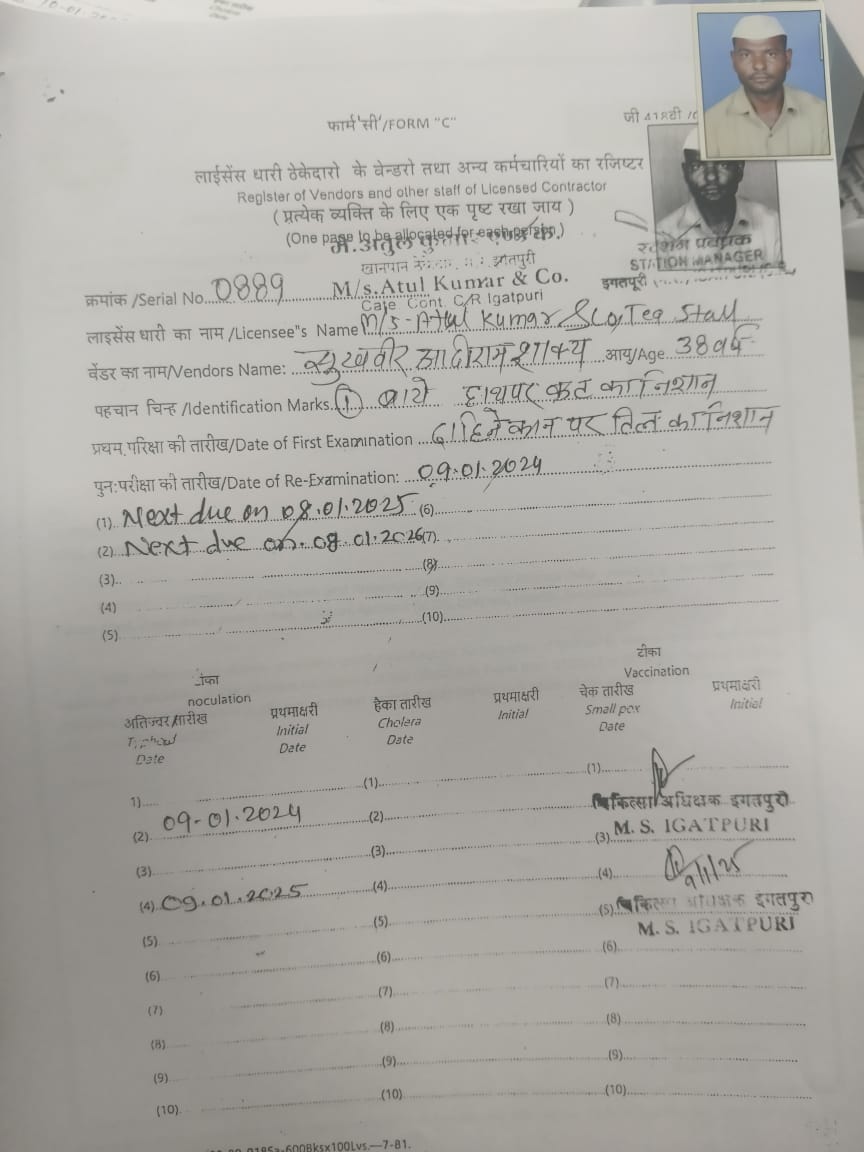 10-01.
फार्म 'सी'/FORM "C"
जी 418वी
लाईसेंस धारी ठेकेदारो के वेन्डरो तथा अन्य कर्मचारियों का रजिष्टर
Register of Vendors and other staff of Licensed Contractor
( प्रत्येक व्यक्ति के लिए एक पृष्ट रखा जाय )
(One page to be allocated for each person.)
मे. अतुल कुमार एण्ड कं.
स्टेशन प्रबंधक
STATION MANAGER
इगतपूरी
खानपान म. रे. इगतपुरी
M/s.Atul Kumar & Co.
Cate Cont. C/R Igatpuri
क्रमांक /Serial No. 0889
लाइसेंस धारी का नाम /Licensee"s Name M/s-Atul Kumar & Co, Tea Stall
वेंडर का नाम/Vendors Name: सुखवीर आदीराम शाक्य आयु/Age. 38 वर्ष
पहचान चिन्ह /Identification Marks. (1) बाये हाथ पर कट का निशान
प्रथम परिक्षा की तारीख/Date of First Examination दाहिने कान पर तिल का निशान
पुन:परीक्षा की तारीख/Date of Re-Examination: 09.01.2024
(1) Next due on 08.01.2025 (6)
(2) Next due on. 08.01.2026 (7)
(3) (8)
(4) (9)
(5) (10)
टीका
Vaccination
noculation
अतिज्वर/तारीख प्रथमाक्षरी हैका तारीख प्रथमाक्षरी चेक तारीख प्रथमाक्षरी
Initial Cholara Initial Small pox Initial
Date Date Date Date
1) (1) (1)
(2) 09-01.2024 (2)
चिकित्सा अधिक्षक इगतपुरी
M. S. IGATPURI
(3) (3) (3)
(4) 09.01.2025 (4) (4) 9/1/25
(5) (5) (5) चिकित्सा अधिक्षक इगतपुरी
M. S. IGATPURI
(6) (6) (6)
(7) (7) (7)
(8) (8) (8)
(9) (9) (9)
(10) (10) (10)
600Bksx100Lvs.—7-81.